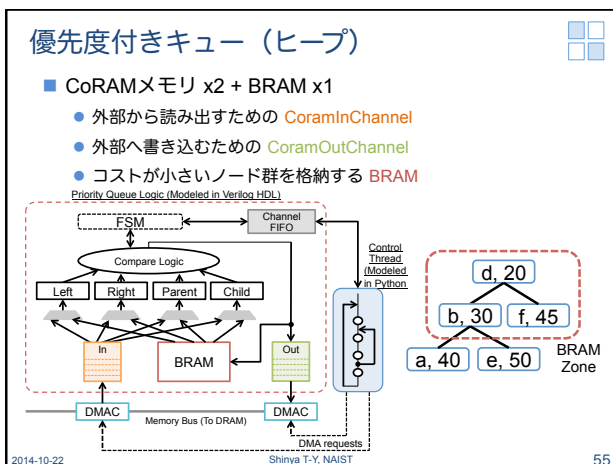 優先度付きキュー（ヒープ）
■ CoRAMメモリ x2 + BRAM x1
● 外部から読み出すための CoramInChannel
● 外部へ書き込むための CoramOutChannel
● コストが小さいノード群を格納する BRAM
Priority Queue Logic (Modeled in Verilog HDL)
FSM
Channel
FIFO
Compare Logic
Left
Right
Parent
Child
In
BRAM
Out
DMAC
Memory Bus (To DRAM)
DMAC
DMA requests
Control
Thread
(Modeled
in Python
d, 20
b, 30
f, 45
a, 40
e, 50
BRAM
Zone
2014-10-22
Shinya T-Y, NAIST
55